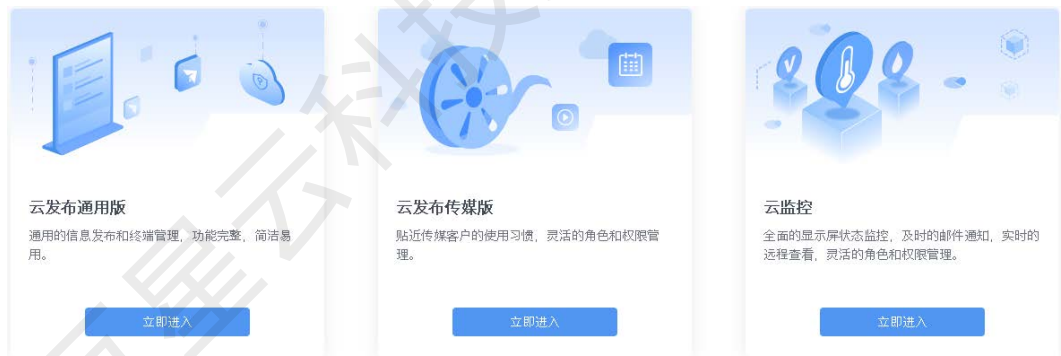 云发布通用版
通用的信息发布和终端管理，功能完整，简洁易
用。
立即进入
云发布传媒版
贴近传媒客户的使用习惯，灵活的角色和权限管
理。
立即进入
云监控
全面的显示屏状态监控，及时的邮件通知，实时的
远程查看，灵活的角色和权限管理。
立即进入
星云科技